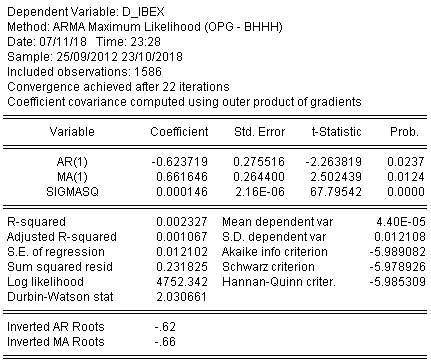 Dependent Variable: D_IBEX
Method: ARMA Maximum Likelihood (OPG - BHHH)
Date: 07/11/18 Time: 23:28
Sample: 25/09/2012 23/10/2018
Included observations: 1586
Convergence achieved after 22 iterations
Coefficient covariance computed using outer product of gradients
Variable Coefficient Std. Error t-Statistic Prob.
AR(1) -0.623719 0.275516 -2.263819 0.0237
MA(1) 0.661646 0.264400 2.502439 0.0124
SIGMASQ 0.000146 2.16E-06 67.79542 0.0000
R-squared 0.002327 Mean dependent var 4.40E-05
Adjusted R-squared 0.001067 S.D. dependent var 0.012108
S.E. of regression 0.012102 Akaike info criterion -5.989082
Sum squared resid 0.231825 Schwarz criterion -5.978926
Log likelihood 4752.342 Hannan-Quinn criter. -5.985309
Durbin-Watson stat 2.030661
Inverted AR Roots -.62
Inverted MA Roots -.66